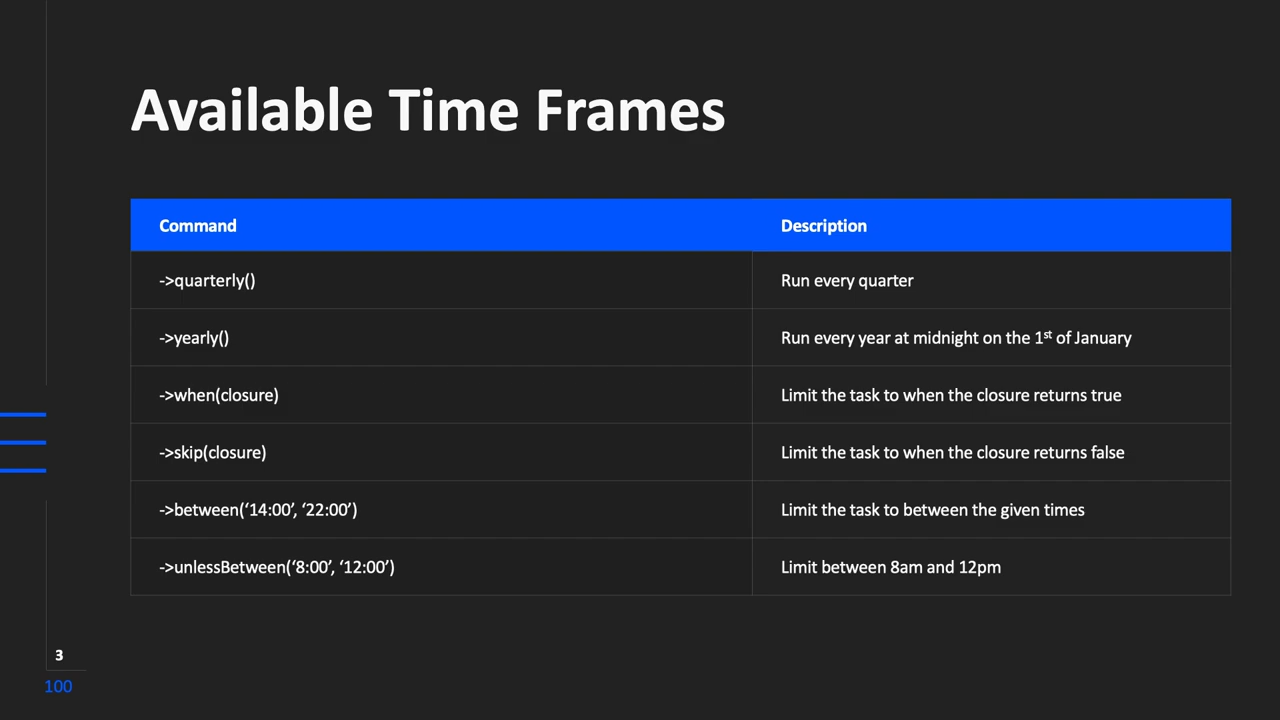 Available Time Frames
Command Description
->quarterly() Run every quarter
->yearly() Run every year at midnight on the 1st of January
->when(closure) Limit the task to when the closure returns true
->skip(closure) Limit the task to when the closure returns false
->between(‘14:00’, ‘22:00’) Limit the task to between the given times
->unlessBetween(‘8:00’, ‘12:00’) Limit between 8am and 12pm
3
100